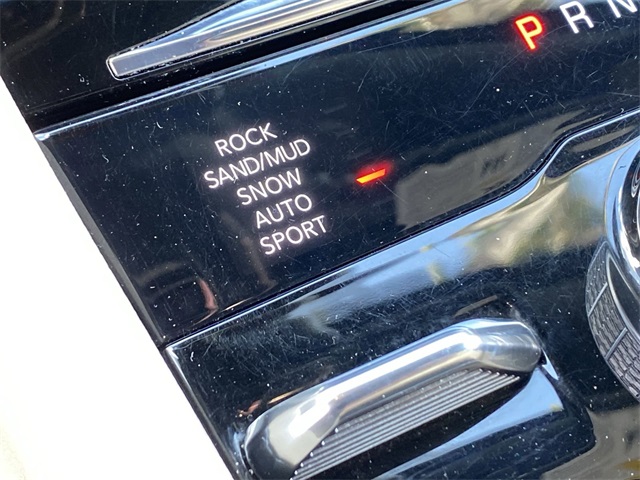 P R N
ROCK
SAND/MUD
SNOW
AUTO
SPORT